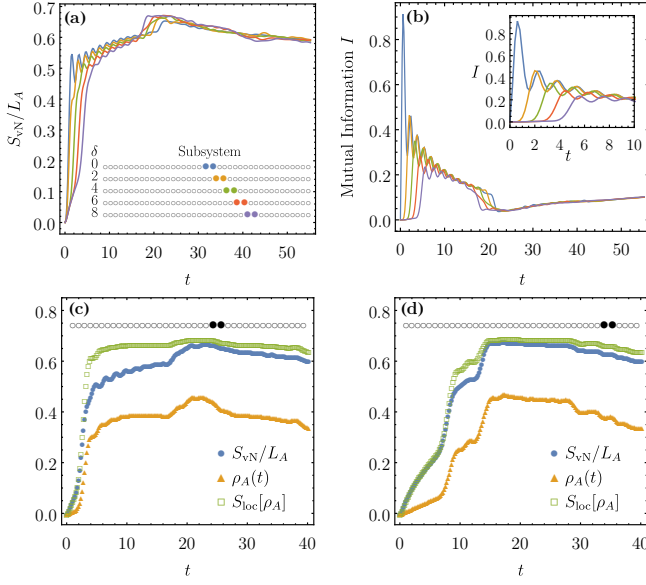 (a)
S_vN/L_A
0.7
0.6
0.5
0.4
0.3
0.2
0.1
0.0
δ
Subsystem
0
2
4
6
8
0 10 20 30 40 50
t
(b)
Mutual Information I
0.8
0.6
0.4
0.2
0.0
I
0.8
0.6
0.4
0.2
0.0
0 2 4 6 8 10
t
0 10 20 30 40 50
t
(c)
0.8
0.6
0.4
0.2
0.0
S_vN/L_A
ρ_A(t)
S_loc[ρ_A]
0 10 20 30 40
t
(d)
0.8
0.6
0.4
0.2
0.0
S_vN/L_A
ρ_A(t)
S_loc[ρ_A]
0 10 20 30 40
t